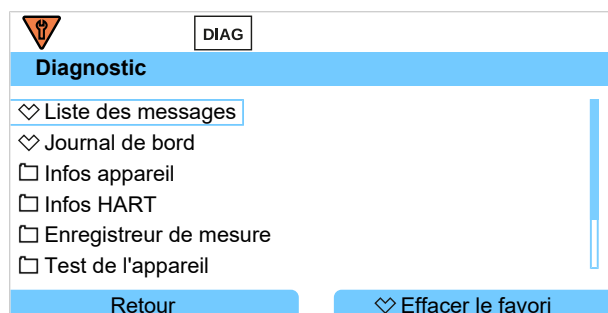 DIAG
Diagnostic
Liste des messages
Journal de bord
Infos appareil
Infos HART
Enregistreur de mesure
Test de l'appareil
Retour
Effacer le favori